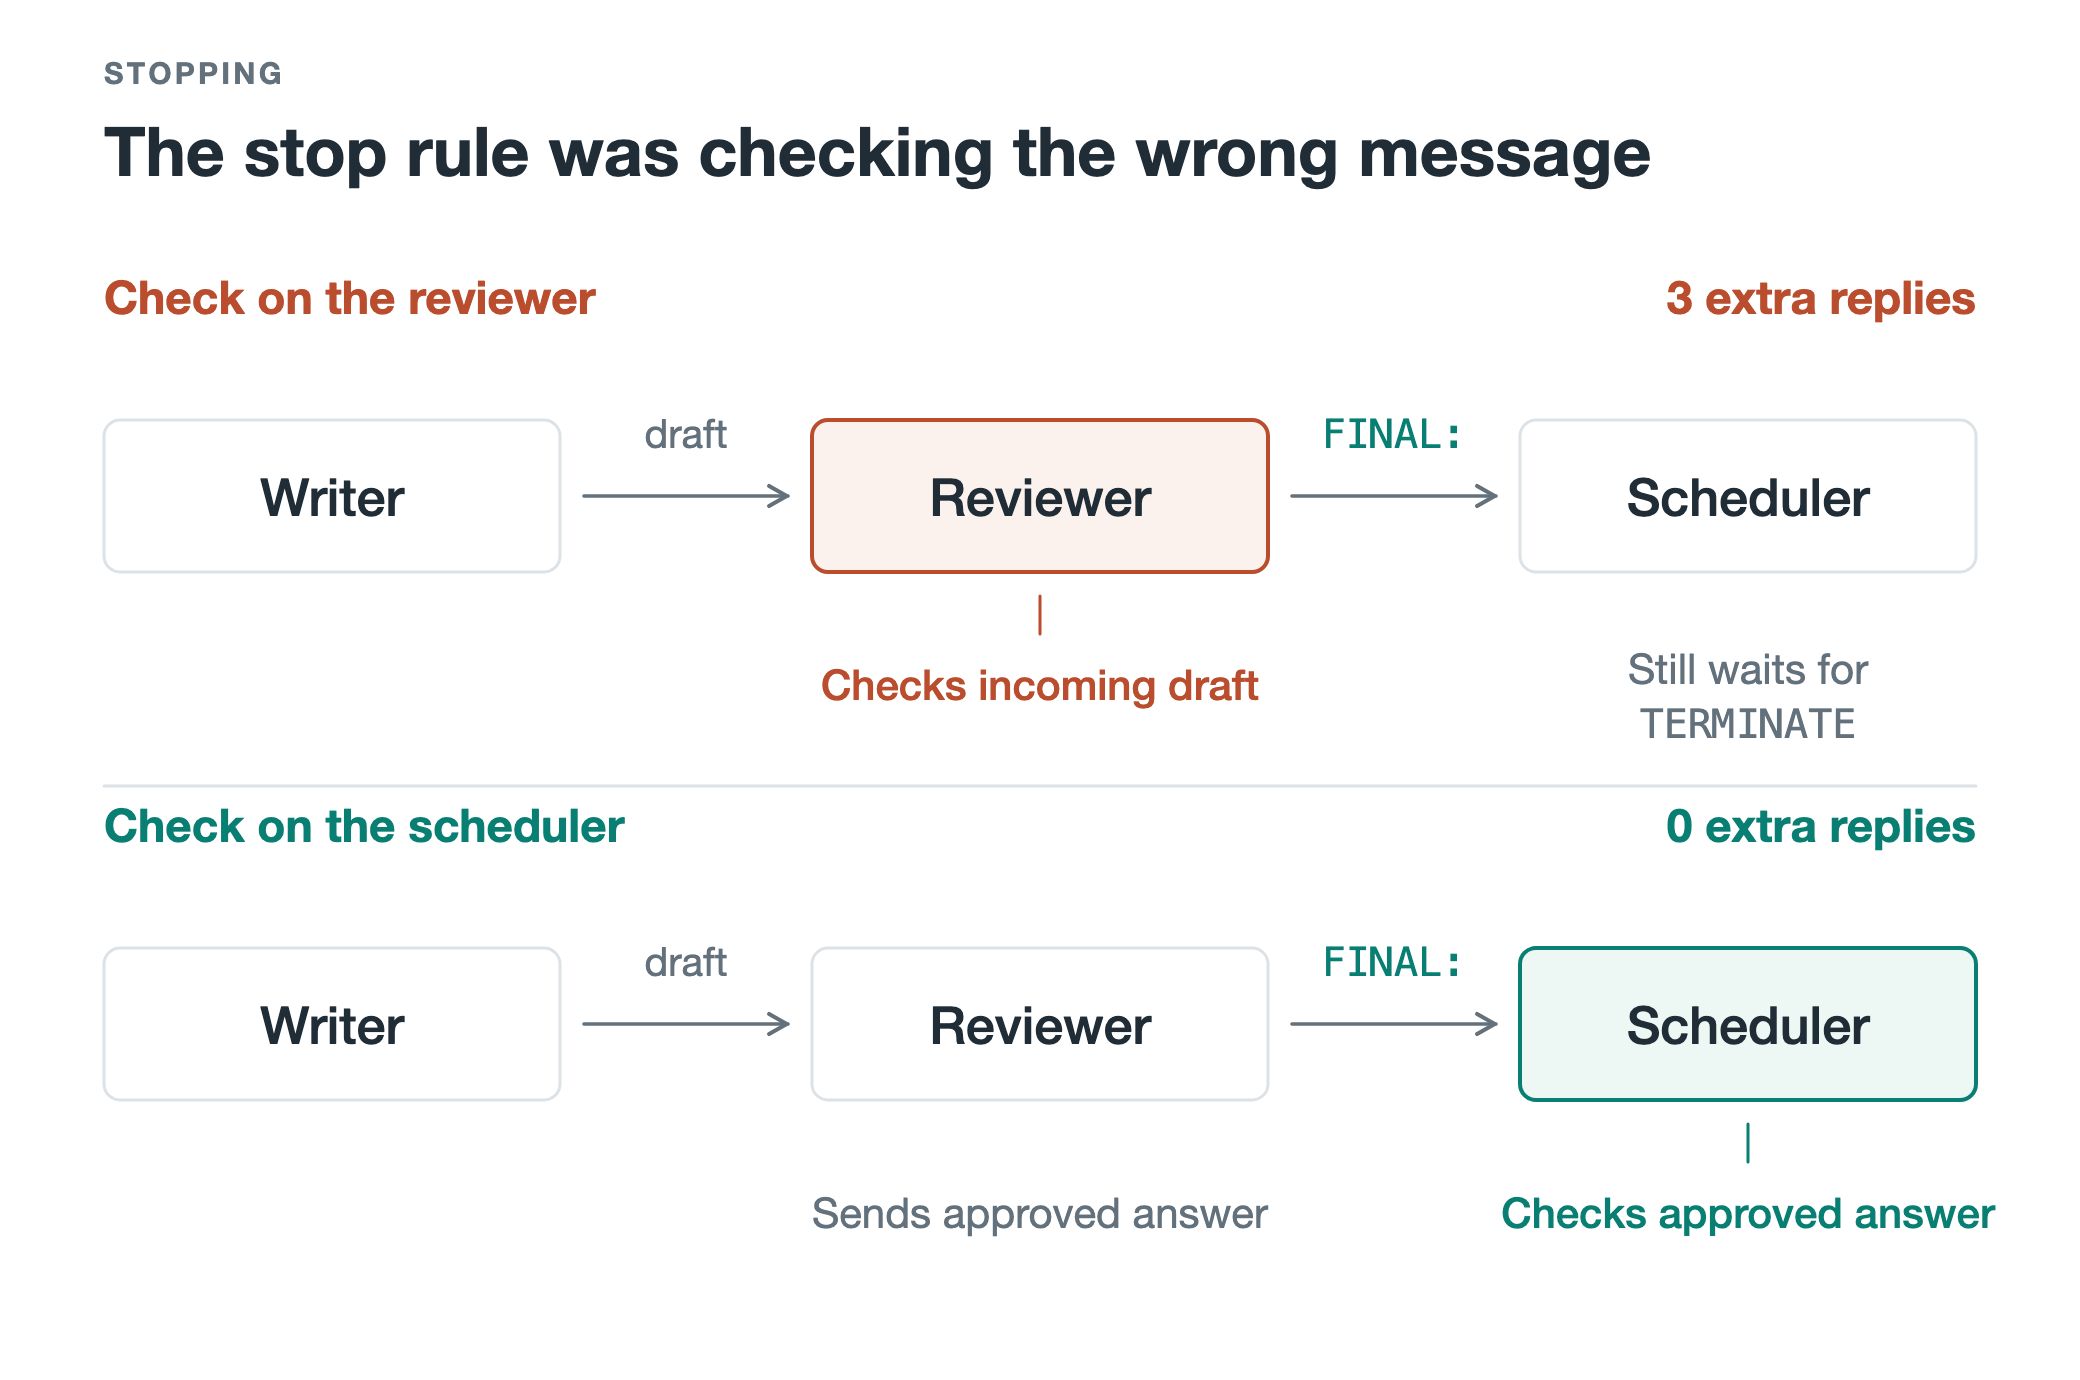 STOPPING
The stop rule was checking the wrong message
Check on the reviewer
3 extra replies
Writer
draft
Reviewer
FINAL:
Scheduler
Checks incoming draft
Still waits for
TERMINATE
Check on the scheduler
0 extra replies
Writer
draft
Reviewer
FINAL:
Scheduler
Sends approved answer
Checks approved answer